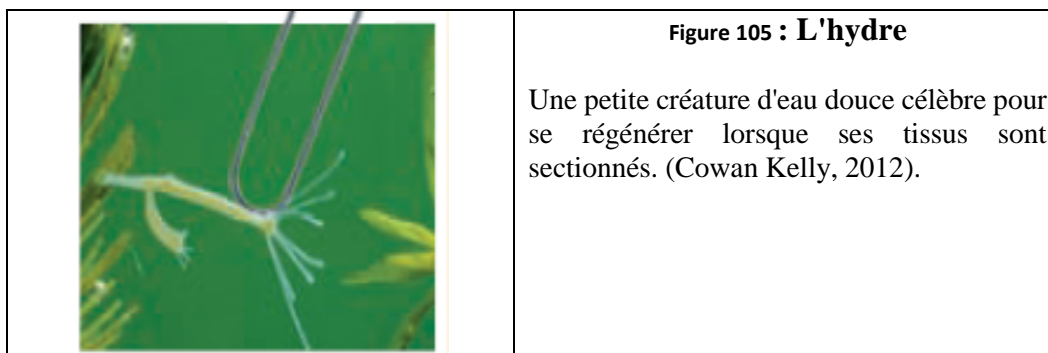 Figure 105 : L'hydre
Une petite créature d'eau douce célèbre pour
se régénérer lorsque ses tissus sont
sectionnés. (Cowan Kelly, 2012).